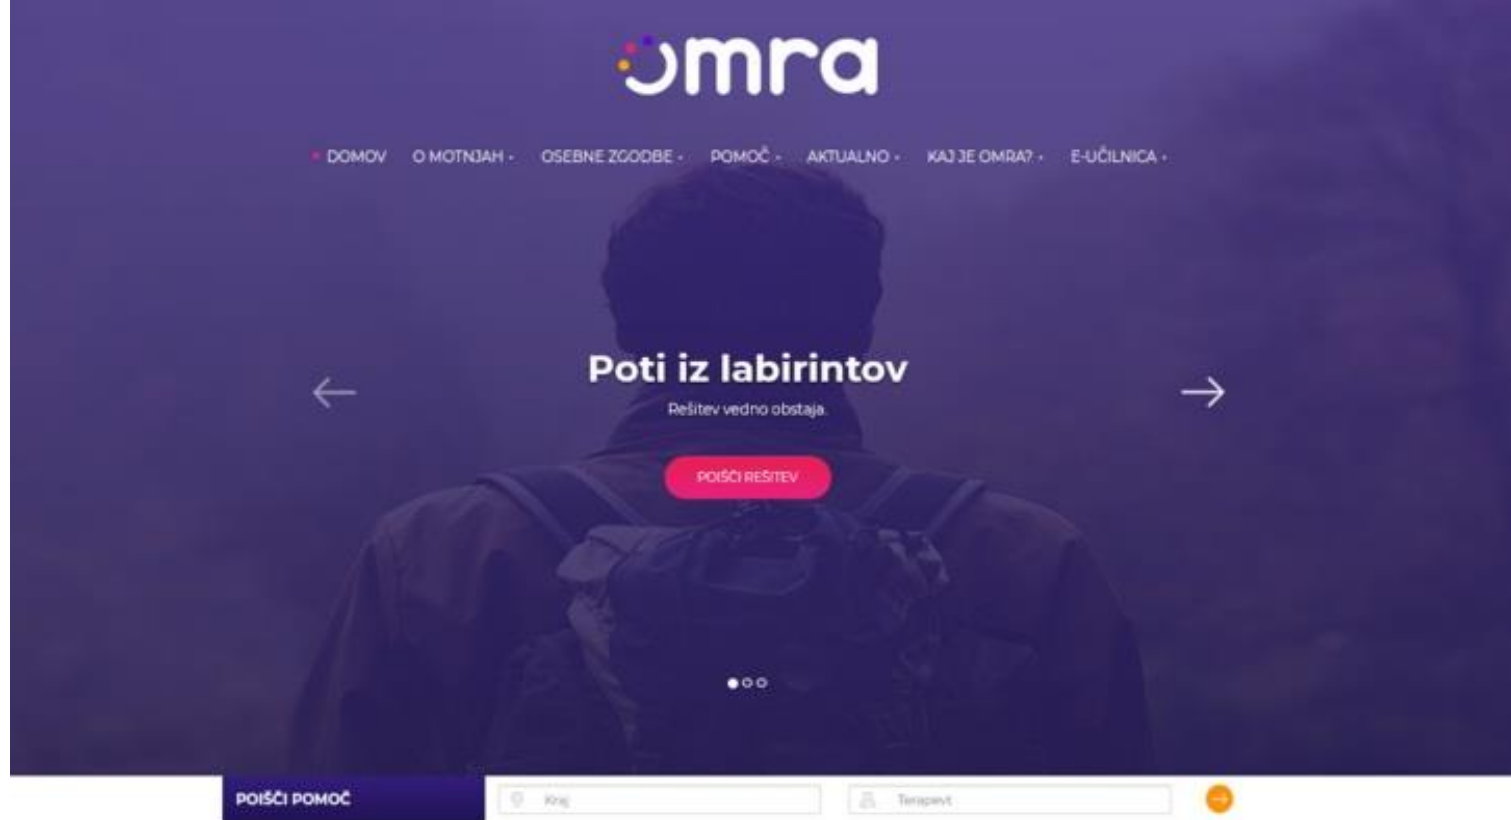 omra
DOMOV O MOTNJAH OSEBNE ZGODBE POMOČ AKTUALNO KAJ JE OMRA? E-UČILNICA
Poti iz labirintov
Rešitev vedno obstaja.
POIŠČI REŠITEV
POIŠČI POMOČ Kraj Terapevt